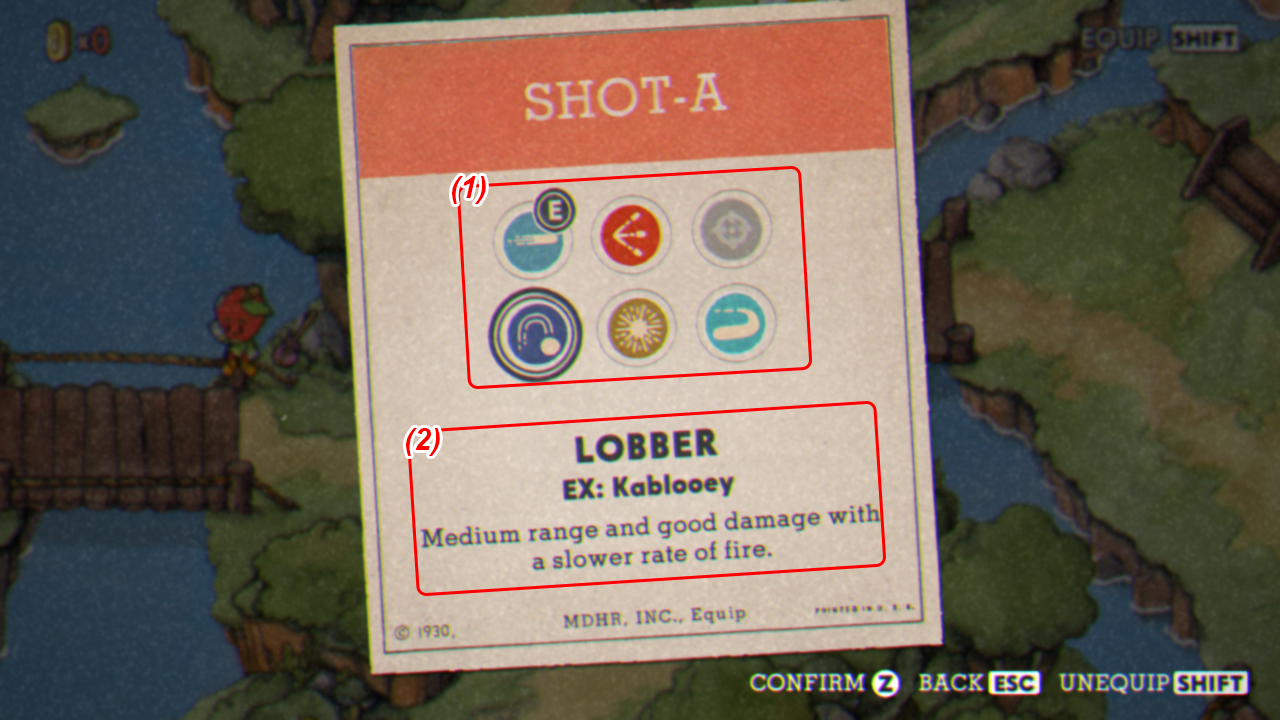 x0
EQUIP SHIFT
SHOT-A
(1)
E
(2)
LOBBER
EX: Kablooey
Medium range and good damage with
a slower rate of fire.
© 1930,
MDHR, INC., Equip
PRINTED IN U. S. A.
CONFIRM Z BACK ESC UNEQUIP SHIFT